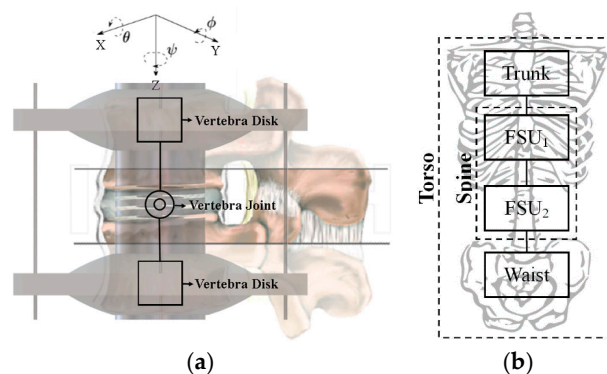 X
θ
ψ
Z
ϕ
Y
Vertebra Disk
Vertebra Joint
Vertebra Disk
(a)
Torso
Spine
Trunk
FSU₁
FSU₂
Waist
(b)